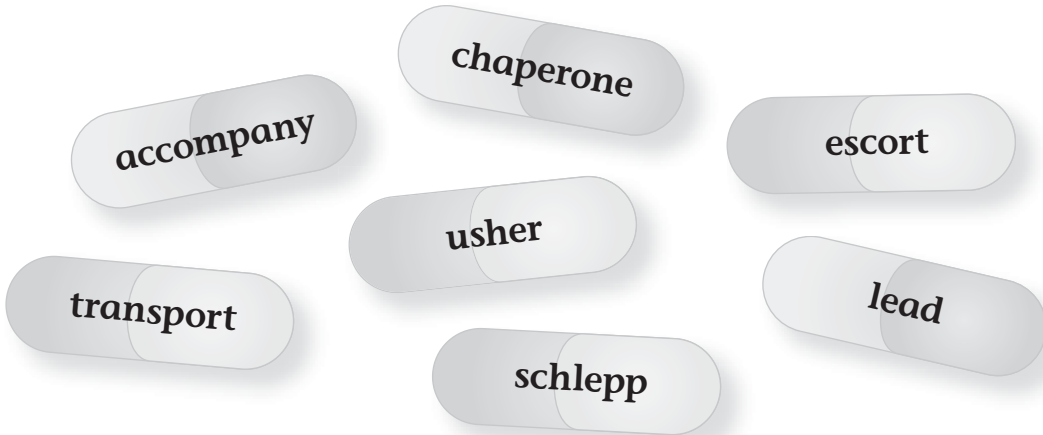 chaperone
accompany
escort
usher
transport
lead
schlepp